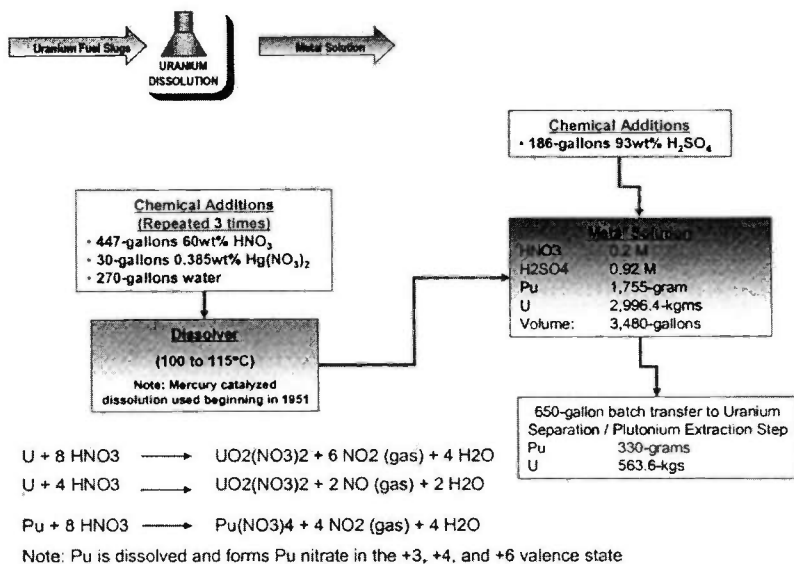 Uranium Fuel Slugs
URANIUM
DISSOLUTION
Metal Solution
Chemical Additions
• 186-gallons 93wt% H₂SO₄
Chemical Additions
(Repeated 3 times)
• 447-gallons 60wt% HNO₃
• 30-gallons 0.385wt% Hg(NO₃)₂
• 270-gallons water
Metal Solution
HNO3 0.2 M
H2SO4 0.92 M
Pu 1,755-gram
U 2,996.4-kgms
Volume: 3,480-gallons
Dissolver
(100 to 115°C)
Note: Mercury catalyzed
dissolution used beginning in 1951
650-gallon batch transfer to Uranium
Separation / Plutonium Extraction Step
Pu 330-grams
U 563.6-kgs
U + 8 HNO3 ⟶ UO2(NO3)2 + 6 NO2 (gas) + 4 H2O
U + 4 HNO3 ⟶ UO2(NO3)2 + 2 NO (gas) + 2 H2O
Pu + 8 HNO3 ⟶ Pu(NO3)4 + 4 NO2 (gas) + 4 H2O
Note: Pu is dissolved and forms Pu nitrate in the +3, +4, and +6 valence state